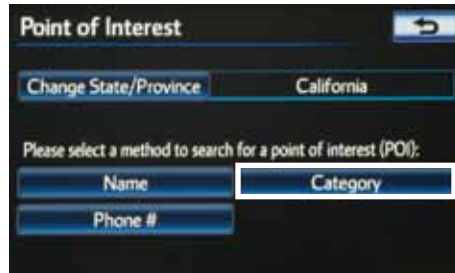 Point of Interest
Change State/Province California
Please select a method to search for a point of interest (POI):
Name Category
Phone #